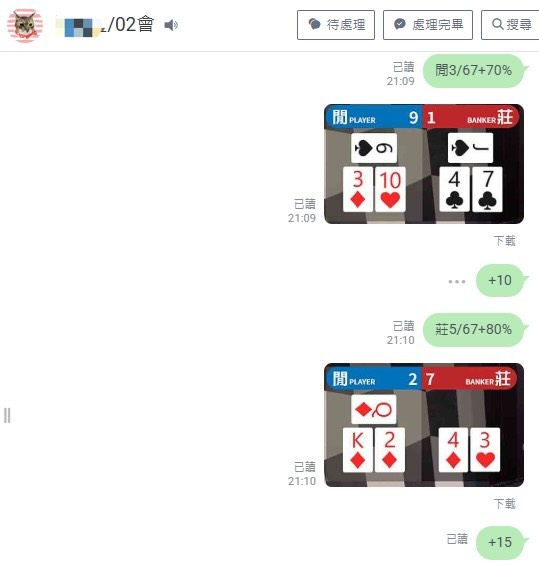 /02會
待處理
處理完畢
搜尋
已讀
21:09
閒3/67+70%
閒 PLAYER 9 1 BANKER 莊
6 J
3 10 4 7
已讀
21:09
下載
+10
已讀
21:10
莊5/67+80%
閒 PLAYER 2 7 BANKER 莊
Q
K 2 4 3
已讀
21:10
下載
已讀
+15